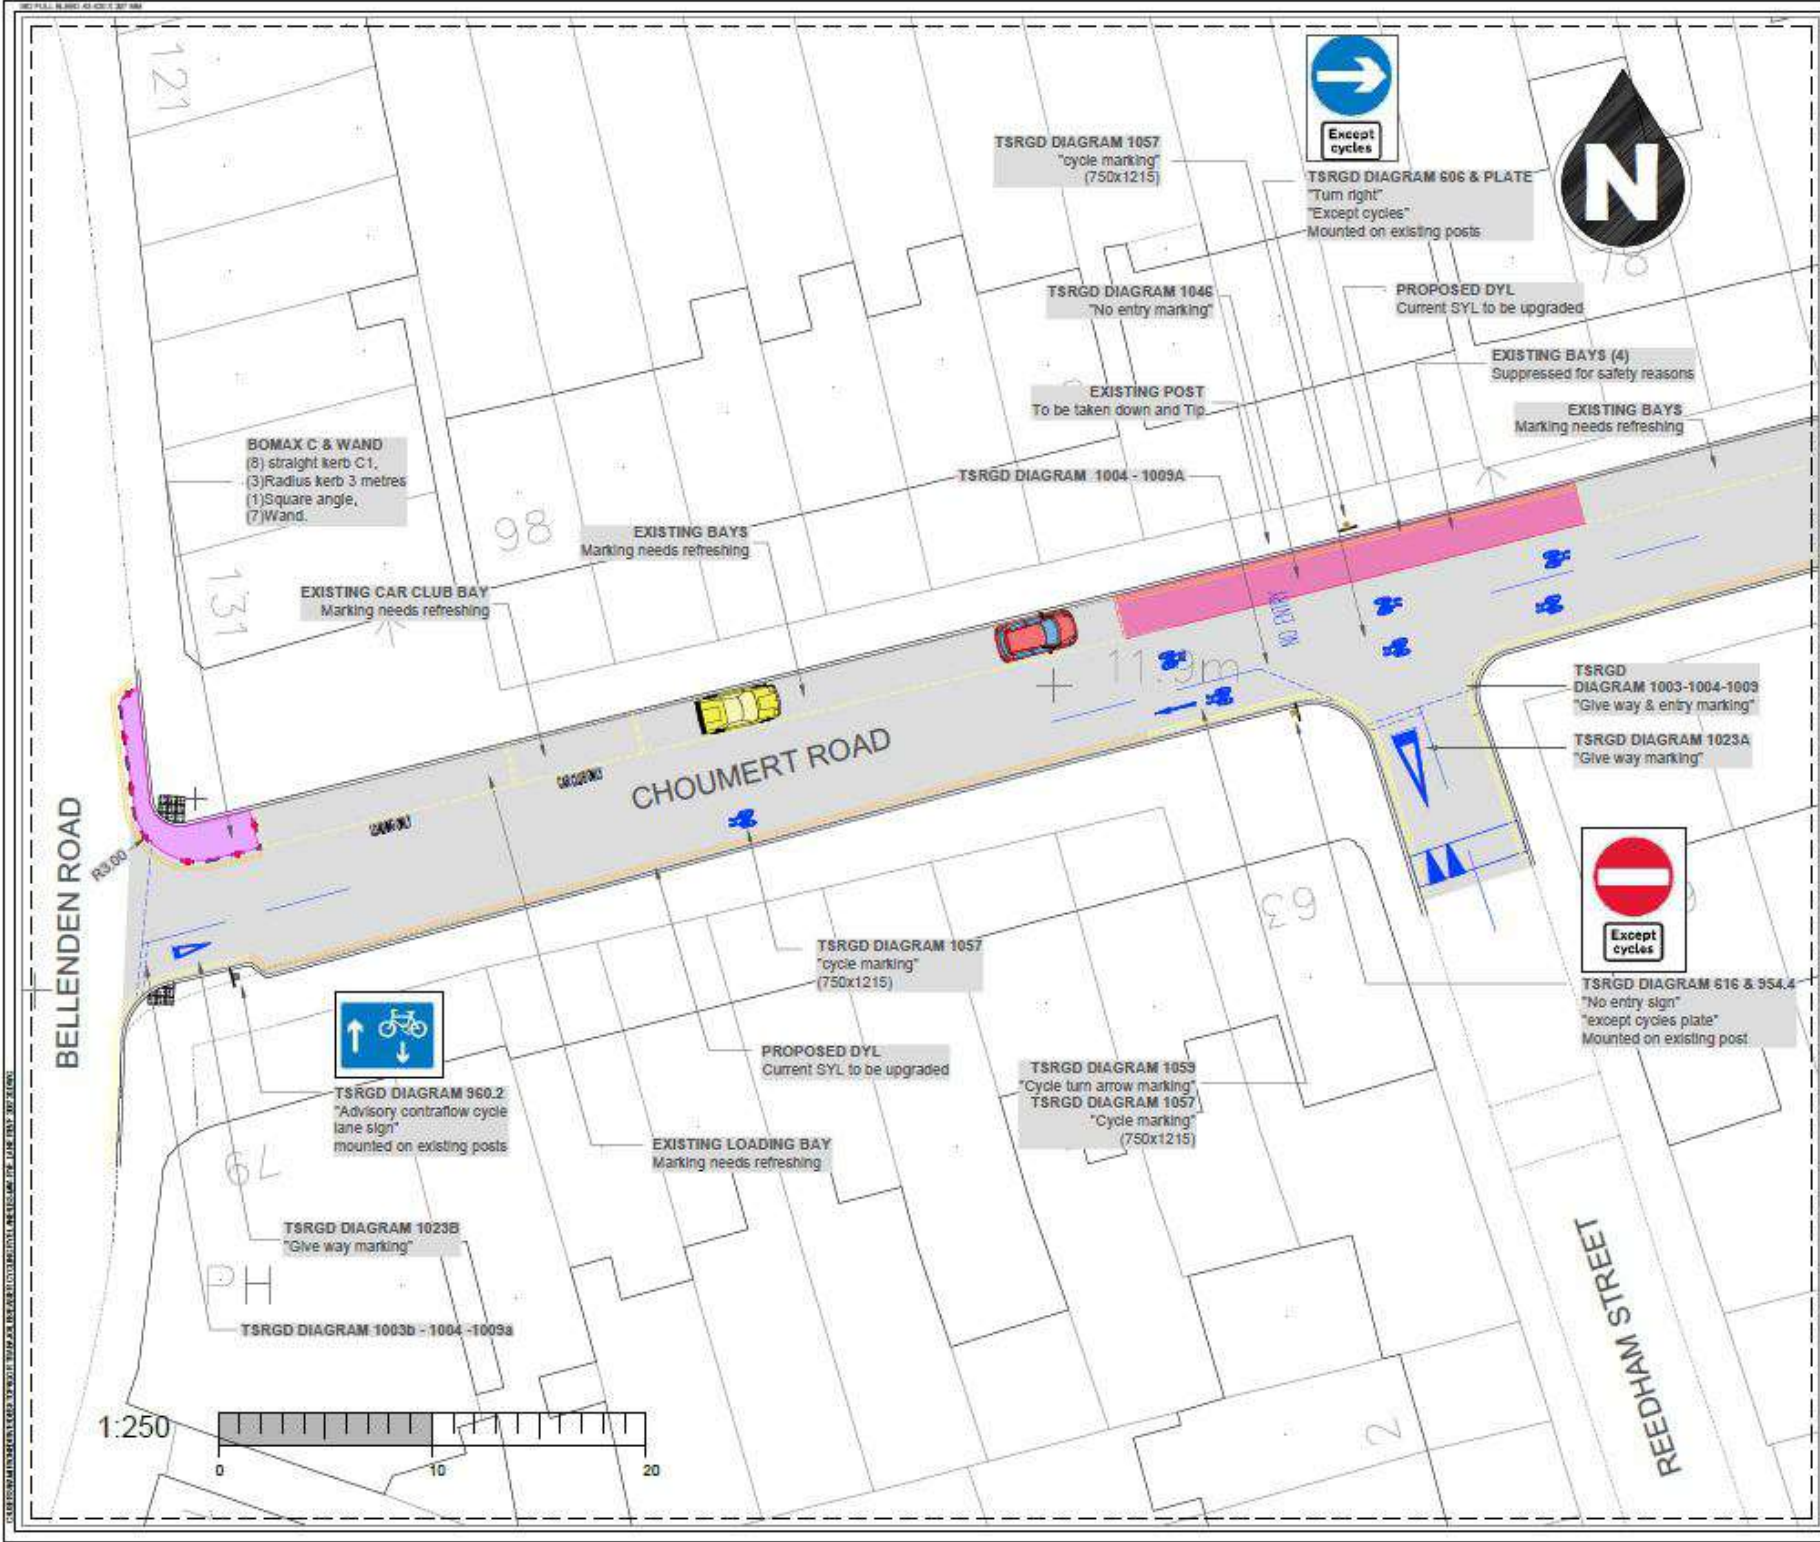 121
Except
cycles
TSRGD DIAGRAM 1057
"cycle marking"
(750x1215)
TSRGD DIAGRAM 606 & PLATE
"Turn right"
"Except cycles"
Mounted on existing posts
N
78
TSRGD DIAGRAM 1046
"No entry marking"
PROPOSED DYL
Current SYL to be upgraded
EXISTING BAYS (4)
Suppressed for safety reasons
EXISTING POST
To be taken down and Tip
EXISTING BAYS
Marking needs refreshing
BOMAX C & WAND
(8) straight kerb C1,
(3)Radius kerb 3 metres
(1)Square angle,
(7)Wand.
TSRGD DIAGRAM 1004 - 1009A
98
EXISTING BAYS
Marking needs refreshing
131
EXISTING CAR CLUB BAY
Marking needs refreshing
NO ENTRY
11.9m
TSRGD
DIAGRAM 1003-1004-1009
"Give way & entry marking"
TSRGD DIAGRAM 1023A
"Give way marking"
CHOUMERT ROAD
CAR CLUB ONLY
LOADING ONLY
R3.00
BELLENDEN ROAD
63
Except
cycles
TSRGD DIAGRAM 1057
"cycle marking"
(750x1215)
TSRGD DIAGRAM 616 & 954.4
"No entry sign"
"except cycles plate"
Mounted on existing post
PROPOSED DYL
Current SYL to be upgraded
TSRGD DIAGRAM 1059
"Cycle turn arrow marking"
TSRGD DIAGRAM 1057
"Cycle marking"
(750x1215)
TSRGD DIAGRAM 960.2
"Advisory contraflow cycle
lane sign"
mounted on existing posts
EXISTING LOADING BAY
Marking needs refreshing
79
TSRGD DIAGRAM 1023B
"Give way marking"
PH
TSRGD DIAGRAM 1003b - 1004 -1009a
REEDHAM STREET
2
1:250
0
10
20